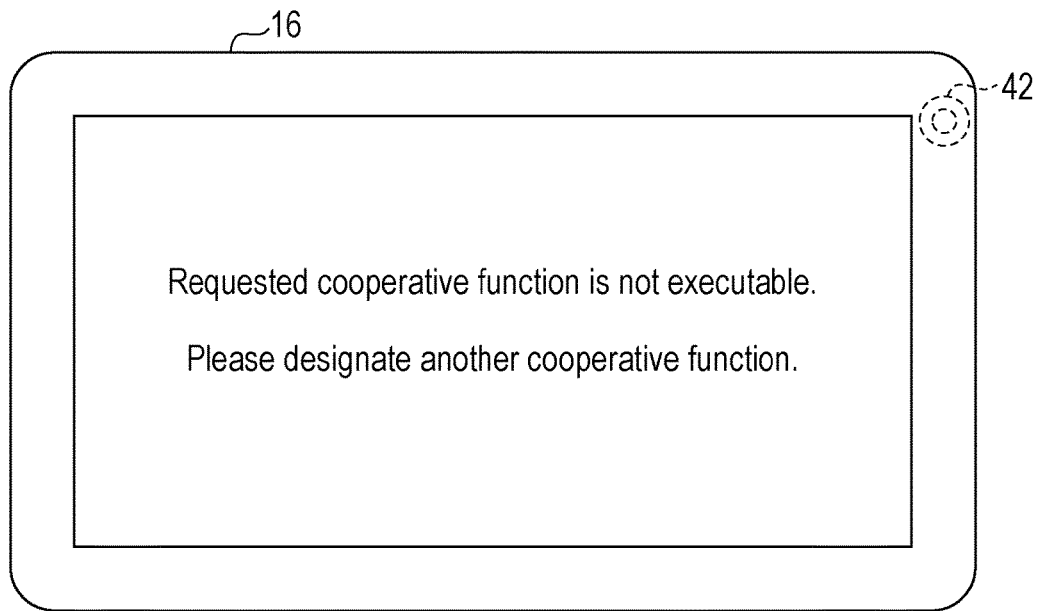 16
42
Requested cooperative function is not executable.
Please designate another cooperative function.